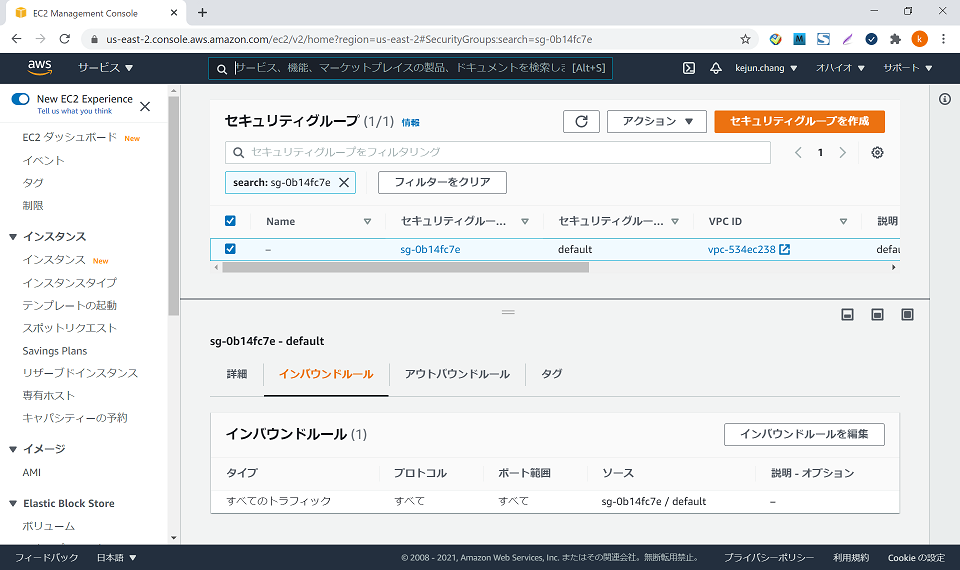 EC2 Management Console
us-east-2.console.aws.amazon.com/ec2/v2/home?region=us-east-2#SecurityGroups:search=sg-0b14fc7e
k
aws
サービス
サービス、機能、マーケットプレイスの製品、ドキュメントを検索しま [Alt+S]
kejun.chang
オハイオ
サポート
New EC2 Experience
Tell us what you think
EC2 ダッシュボード New
イベント
タグ
制限
インスタンス
インスタンス New
インスタンスタイプ
テンプレートの起動
スポットリクエスト
Savings Plans
リザーブドインスタンス
専有ホスト
キャパシティーの予約
イメージ
AMI
Elastic Block Store
ボリューム
セキュリティグループ (1/1) 情報
アクション
セキュリティグループを作成
セキュリティグループをフィルタリング
1
search: sg-0b14fc7e
フィルターをクリア
Name セキュリティグルー... セキュリティグルー... VPC ID 説明
– sg-0b14fc7e default vpc-534ec238 defau
sg-0b14fc7e - default
詳細 インバウンドルール アウトバウンドルール タグ
インバウンドルール (1)
インバウンドルールを編集
タイプ プロトコル ポート範囲 ソース 説明 - オプション
すべてのトラフィック すべて すべて sg-0b14fc7e / default –
フィードバック 日本語 © 2008 - 2021, Amazon Web Services, Inc. またはその関連会社。無断転用禁止。 プライバシーポリシー 利用規約 Cookie の設定